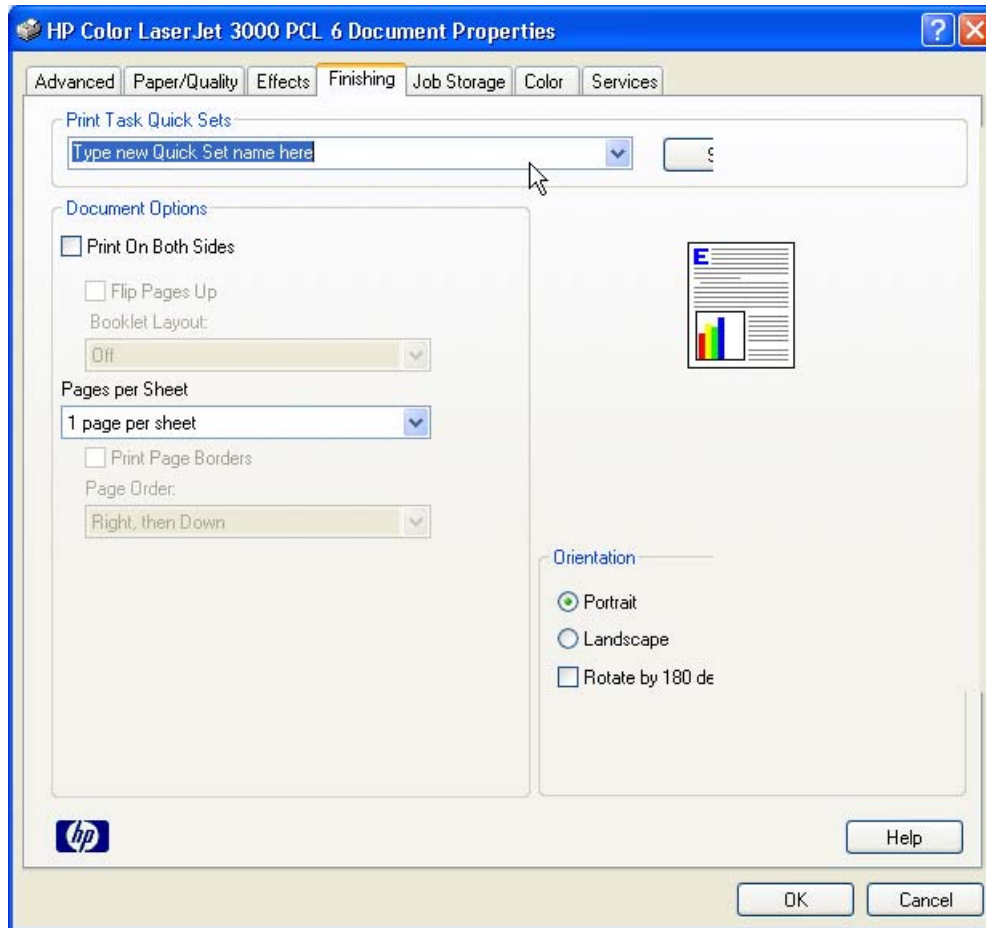 HP Color LaserJet 3000 PCL 6 Document Properties
Advanced Paper/Quality Effects Finishing Job Storage Color Services
Print Task Quick Sets
Type new Quick Set name here
Document Options
Print On Both Sides
Flip Pages Up
Booklet Layout:
Off
Pages per Sheet
1 page per sheet
Print Page Borders
Page Order:
Right, then Down
E
Orientation
Portrait
Landscape
Rotate by 180 de
hp
Help
OK Cancel